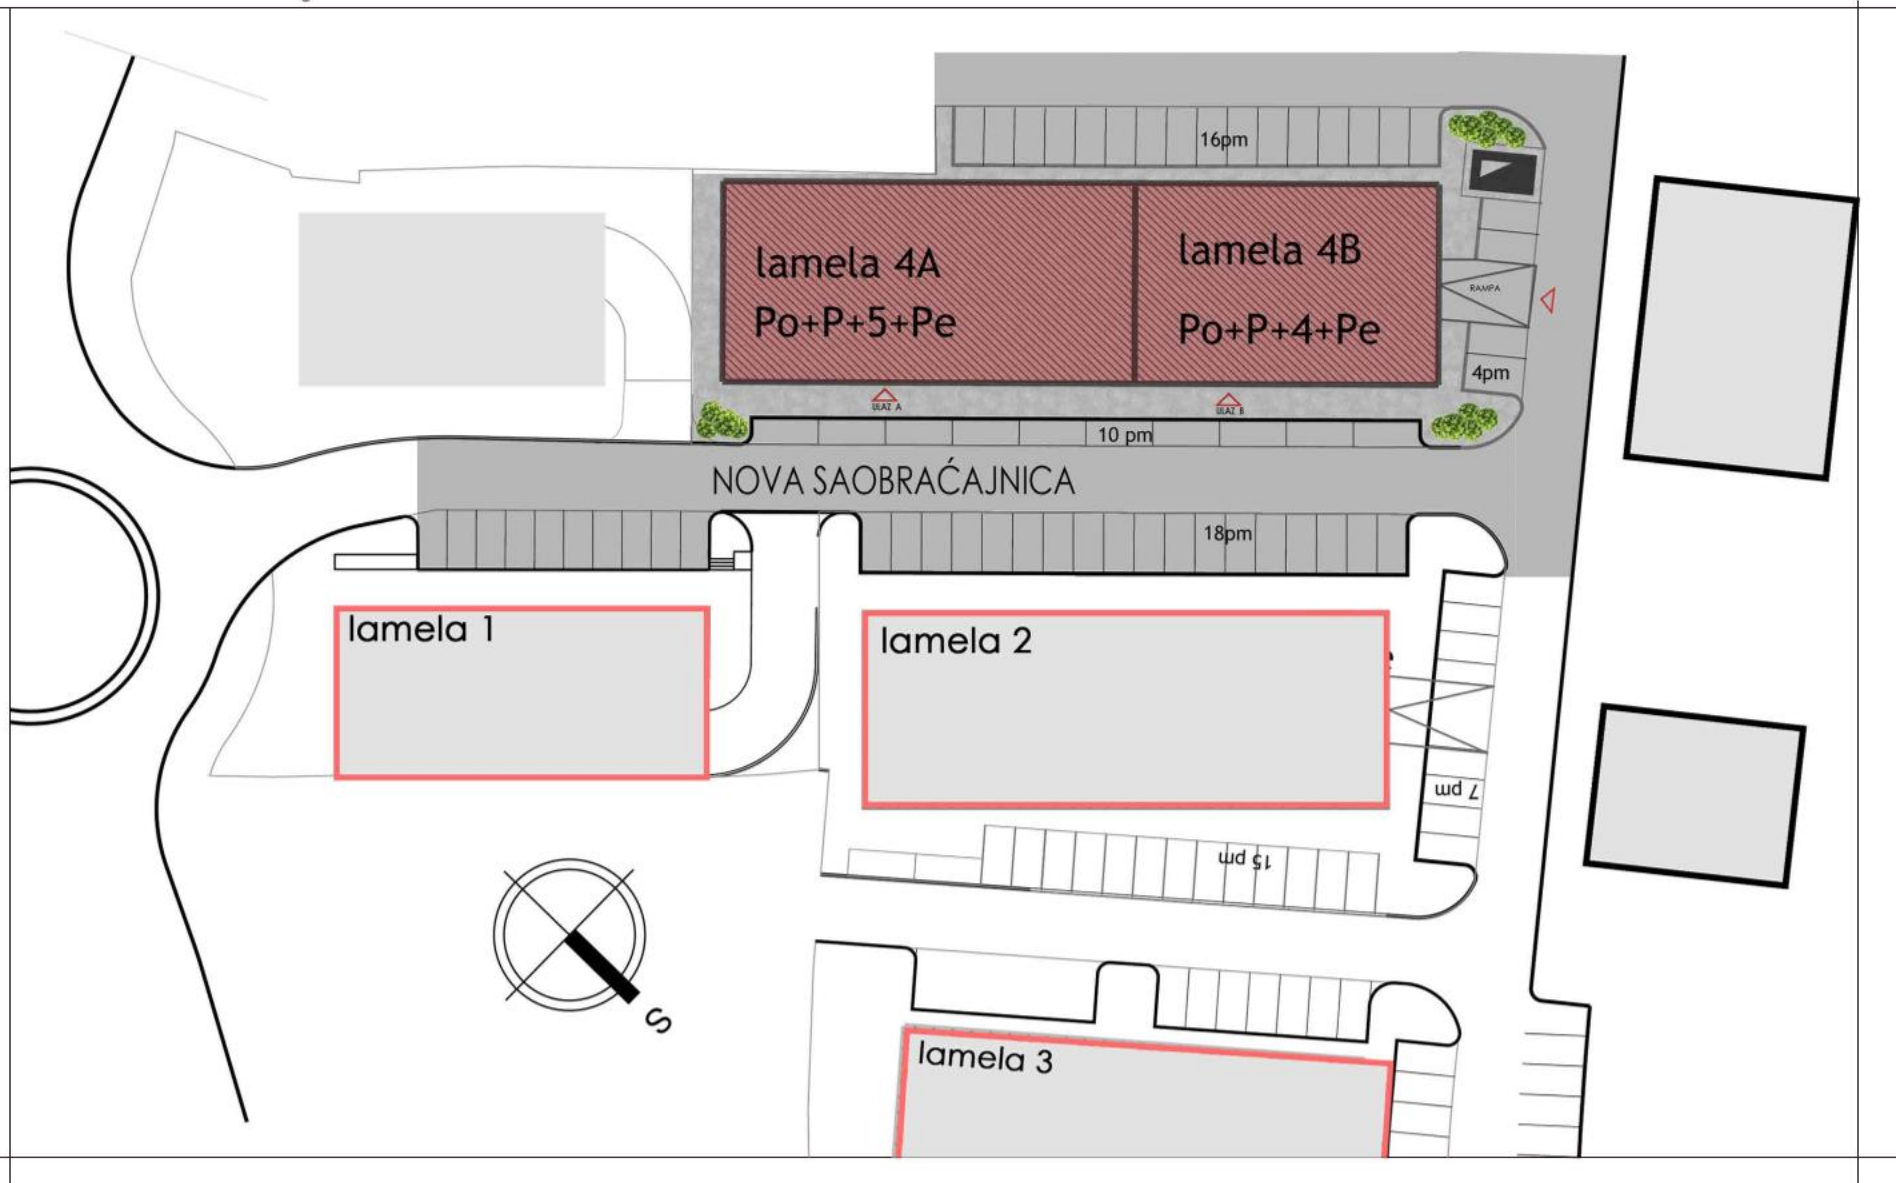 16pm
lamela 4A
Po+P+5+Pe
lamela 4B
Po+P+4+Pe
RAMPA
4pm
ULAZ A
ULAZ B
10 pm
NOVA SAOBRAĆAJNICA
18pm
lamela 1
lamela 2
7 pm
15 pm
S
lamela 3